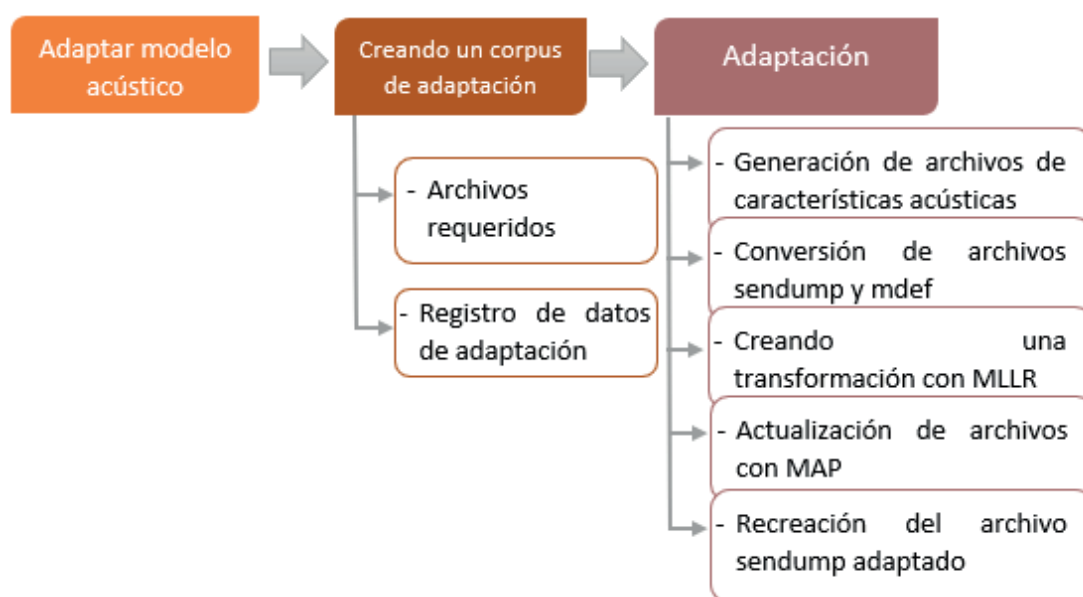 Adaptar modelo
acústico
Creando un corpus
de adaptación
- Archivos
requeridos
- Registro de datos
de adaptación
Adaptación
- Generación de archivos de
características acústicas
- Conversión de archivos
sendump y mdef
- Creando una
transformación con MLLR
- Actualización de archivos
con MAP
- Recreación del archivo
sendump adaptado